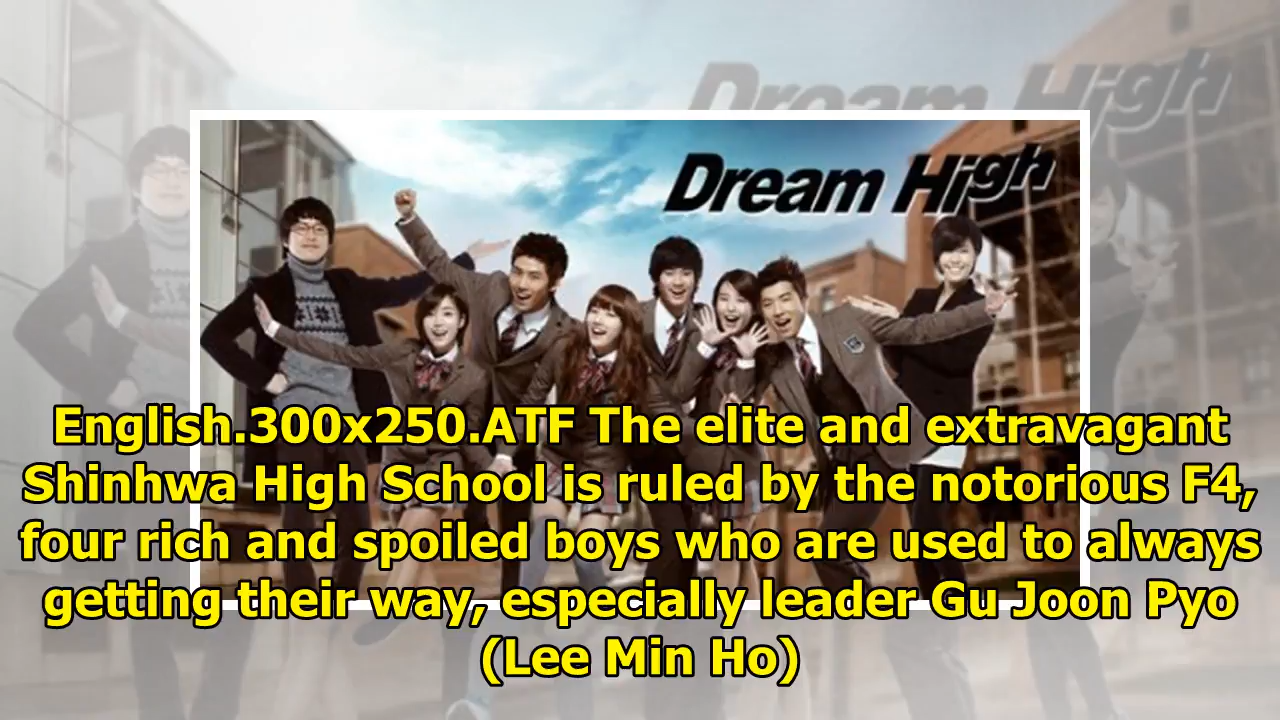 Dream High
Dream High
English.300x250.ATF The elite and extravagant
Shinhwa High School is ruled by the notorious F4,
four rich and spoiled boys who are used to always
getting their way, especially leader Gu Joon Pyo
(Lee Min Ho)